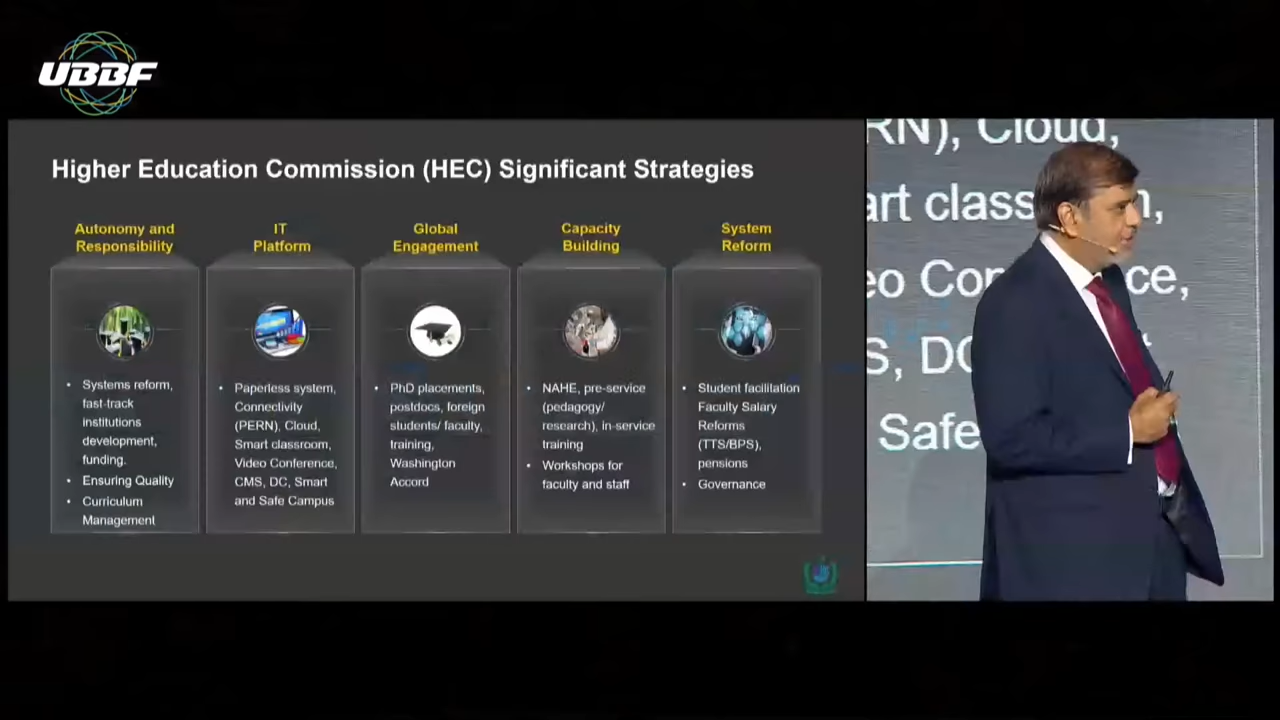 UBBF
Higher Education Commission (HEC) Significant Strategies
Autonomy and
Responsibility
• Systems reform,
fast-track
institutions
development,
funding.
• Ensuring Quality
• Curriculum
Management
IT
Platform
• Paperless system,
Connectivity
(PERN), Cloud,
Smart classroom,
Video Conference,
CMS, DC, Smart
and Safe Campus
Global
Engagement
• PhD placements,
postdocs, foreign
students/ faculty,
training,
Washington
Accord
Capacity
Building
• NAHE, pre-service
(pedagogy/
research), in-service
training
• Workshops for
faculty and staff
System
Reform
• Student facilitation
Faculty Salary
Reforms
(TTS/BPS),
pensions
• Governance
RN), Cloud,
art class n,
eo Con ce,
S, DC
Safe